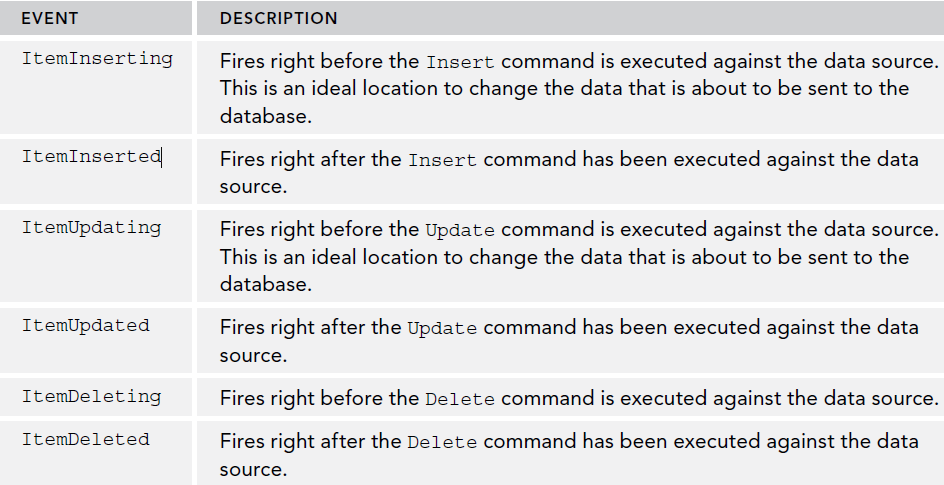 EVENT DESCRIPTION
ItemInserting Fires right before the Insert command is executed against the data source.
This is an ideal location to change the data that is about to be sent to the
database.
ItemInserted Fires right after the Insert command has been executed against the data
source.
ItemUpdating Fires right before the Update command is executed against the data source.
This is an ideal location to change the data that is about to be sent to the
database.
ItemUpdated Fires right after the Update command has been executed against the data
source.
ItemDeleting Fires right before the Delete command is executed against the data source.
ItemDeleted Fires right after the Delete command has been executed against the data
source.